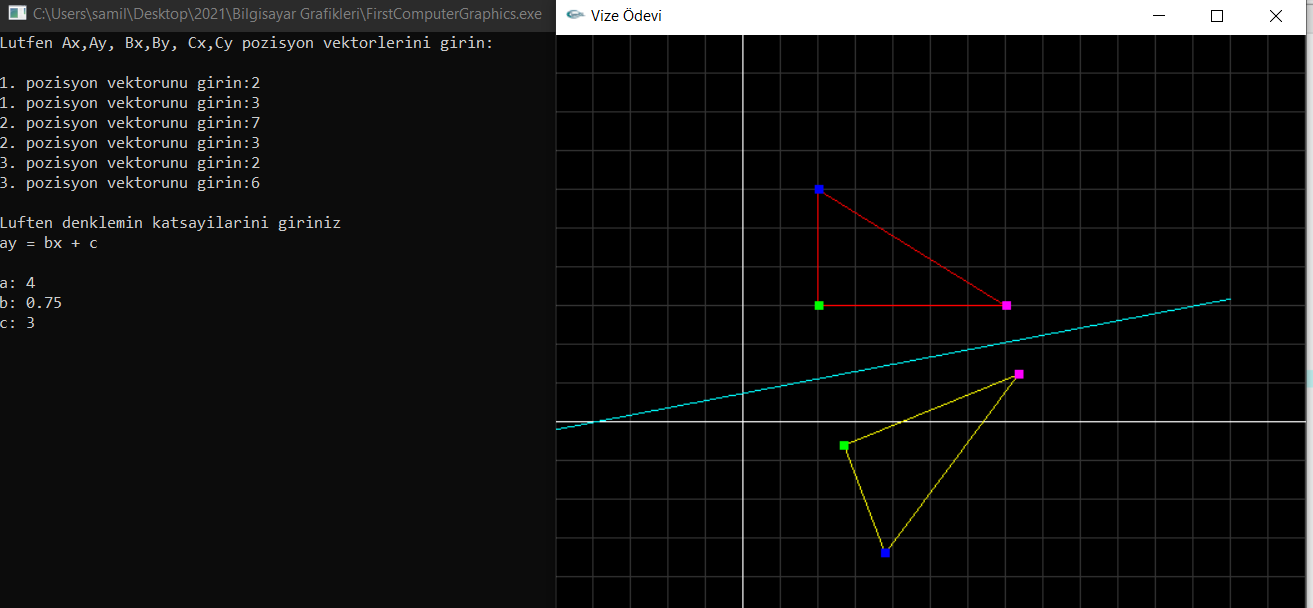 C:\Users\samil\Desktop\2021\Bilgisayar Grafikleri\FirstComputerGraphics.exe
Lutfen Ax,Ay, Bx,By, Cx,Cy pozisyon vektorlerini girin:
1. pozisyon vektorunu girin:2
1. pozisyon vektorunu girin:3
2. pozisyon vektorunu girin:7
2. pozisyon vektorunu girin:3
3. pozisyon vektorunu girin:2
3. pozisyon vektorunu girin:6
Luften denklemin katsayilarini giriniz
ay = bx + c
a: 4
b: 0.75
c: 3
Vize Ödevi